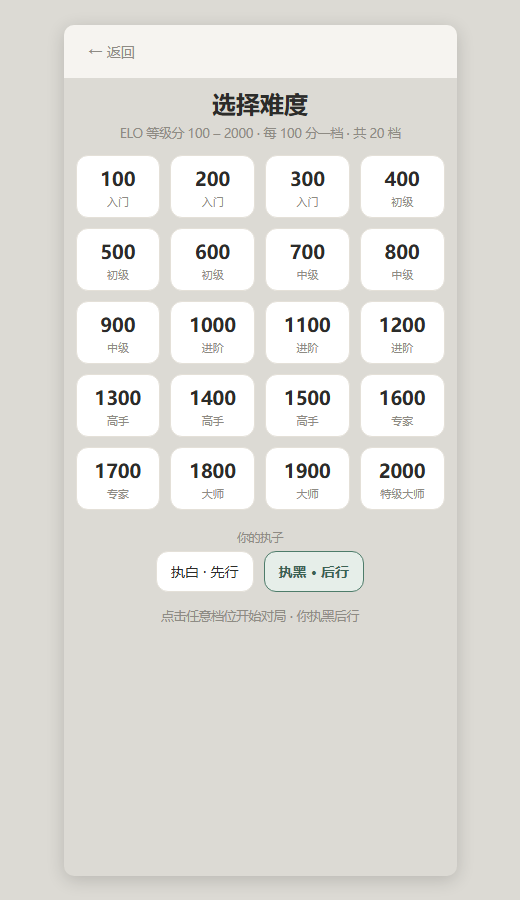 ← 返回
选择难度
ELO 等级分 100 – 2000 · 每 100 分一档 · 共 20 档
100 200 300 400
入门 入门 入门 初级
500 600 700 800
初级 初级 中级 中级
900 1000 1100 1200
中级 进阶 进阶 进阶
1300 1400 1500 1600
高手 高手 高手 专家
1700 1800 1900 2000
专家 大师 大师 特级大师
你的执子
执白 · 先行 执黑 • 后行
点击任意档位开始对局 · 你执黑后行